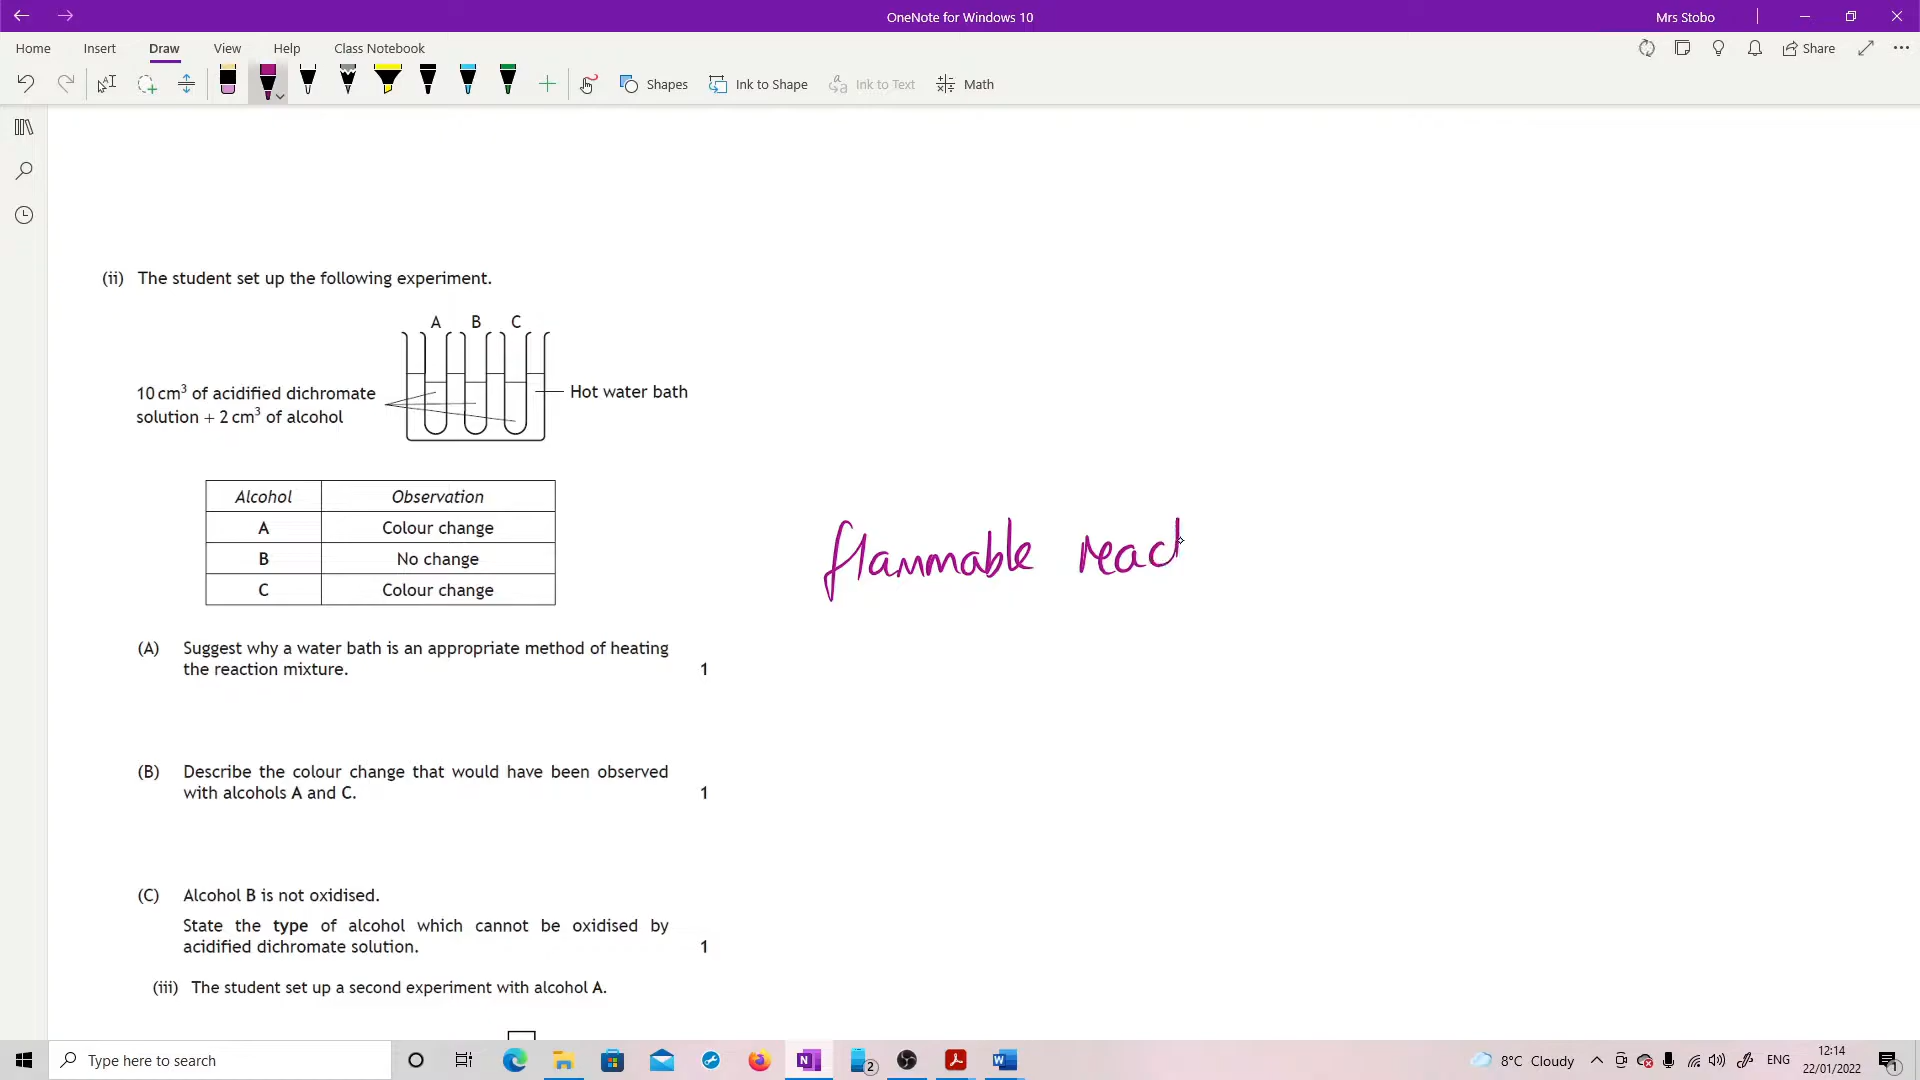 OneNote for Windows 10
Mrs Stobo
Home Insert Draw View Help Class Notebook
Share
Shapes Ink to Shape Ink to Text Math
(ii) The student set up the following experiment.
A B C
10 cm³ of acidified dichromate
solution + 2 cm³ of alcohol
Hot water bath
Alcohol Observation
A Colour change
B No change
C Colour change
flammable react
(A) Suggest why a water bath is an appropriate method of heating
the reaction mixture. 1
(B) Describe the colour change that would have been observed
with alcohols A and C. 1
(C) Alcohol B is not oxidised.
State the type of alcohol which cannot be oxidised by
acidified dichromate solution. 1
(iii) The student set up a second experiment with alcohol A.
Type here to search
2
8°C Cloudy
ENG
12:14
22/01/2022
1